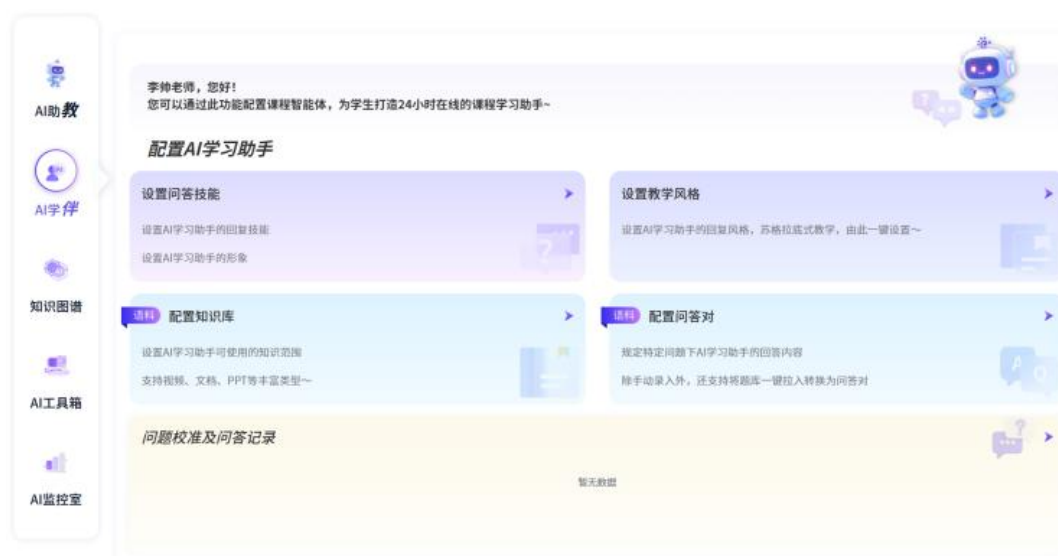 AI助教
AI学伴
知识图谱
AI工具箱
AI监控室
李帅老师，您好！
您可以通过此功能配置课程智能体，为学生打造24小时在线的课程学习助手~
配置AI学习助手
设置问答技能
设置AI学习助手的回复技能
设置AI学习助手的形象
设置教学风格
设置AI学习助手的回复风格，苏格拉底式教学，由此一键设置～
语料 配置知识库
设置AI学习助手可使用的知识范围
支持视频、文档、PPT等丰富类型～
语料 配置问答对
规定特定问题下AI学习助手的回答内容
除手动录入外，还支持将题库一键拉入转换为问答对
问题校准及问答记录
暂无数据